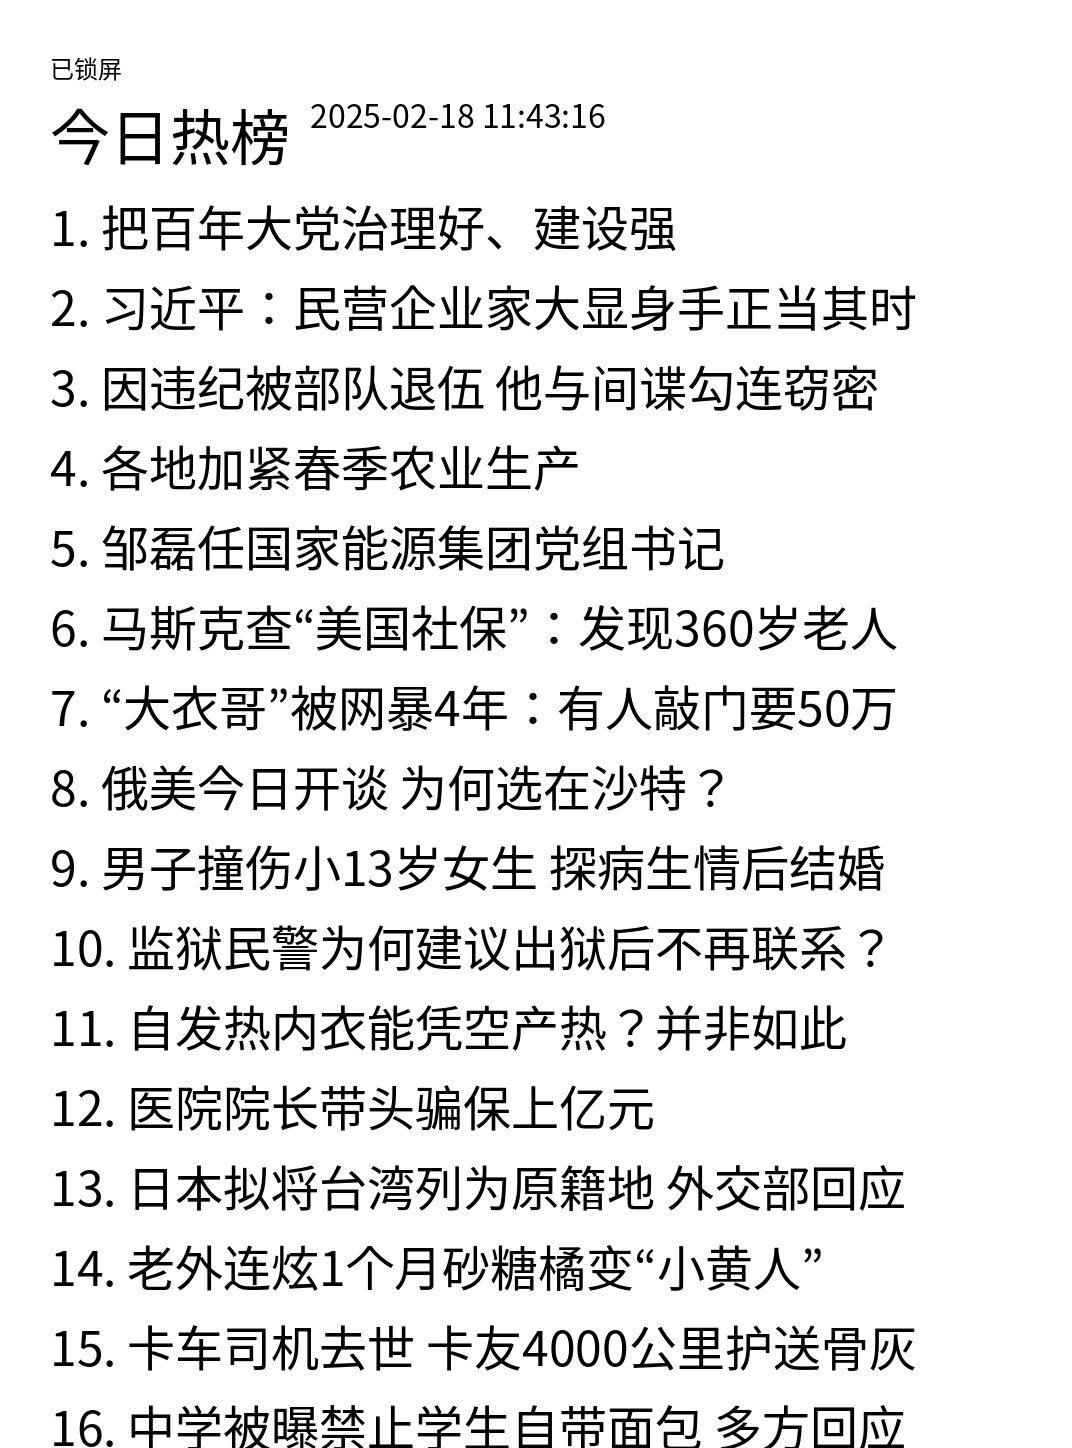 已锁屏
今日热榜 2025-02-18 11:43:16
1. 把百年大党治理好、建设强
2. 习近平：民营企业家大显身手正当其时
3. 因违纪被部队退伍 他与间谍勾连窃密
4. 各地加紧春季农业生产
5. 邹磊任国家能源集团党组书记
6. 马斯克查“美国社保”：发现360岁老人
7. “大衣哥”被网暴4年：有人敲门要50万
8. 俄美今日开谈 为何选在沙特？
9. 男子撞伤小13岁女生 探病生情后结婚
10. 监狱民警为何建议出狱后不再联系？
11. 自发热内衣能凭空产热？并非如此
12. 医院院长带头骗保上亿元
13. 日本拟将台湾列为原籍地 外交部回应
14. 老外连炫1个月砂糖橘变“小黄人”
15. 卡车司机去世 卡友4000公里护送骨灰
16. 中学被曝禁止学生自带面包 多方回应